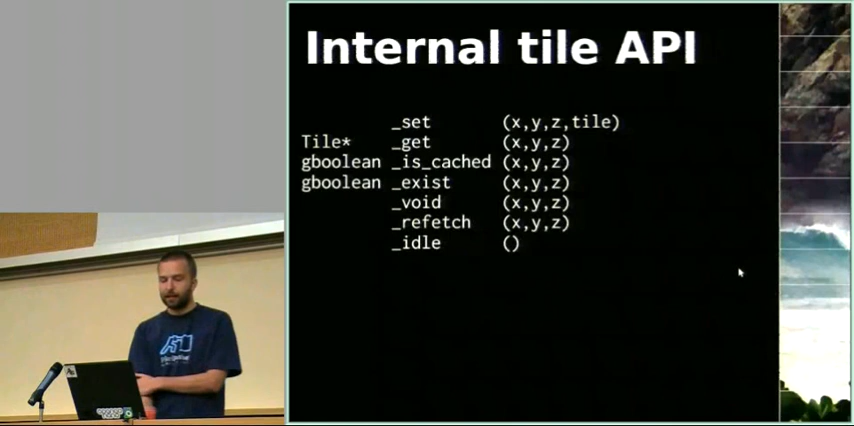 Internal tile API
_set (x,y,z,tile)
Tile* _get (x,y,z)
gboolean _is_cached (x,y,z)
gboolean _exist (x,y,z)
_void (x,y,z)
_refetch (x,y,z)
_idle ()